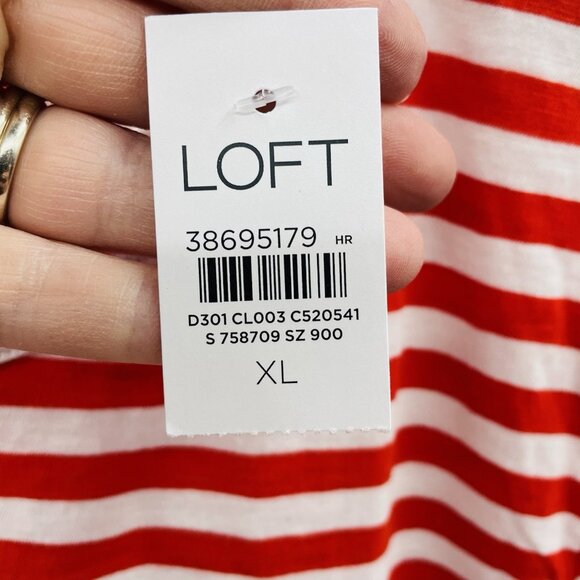 LOFT
38695179 HR
D301 CL003 C520541
S 758709 SZ 900
XL